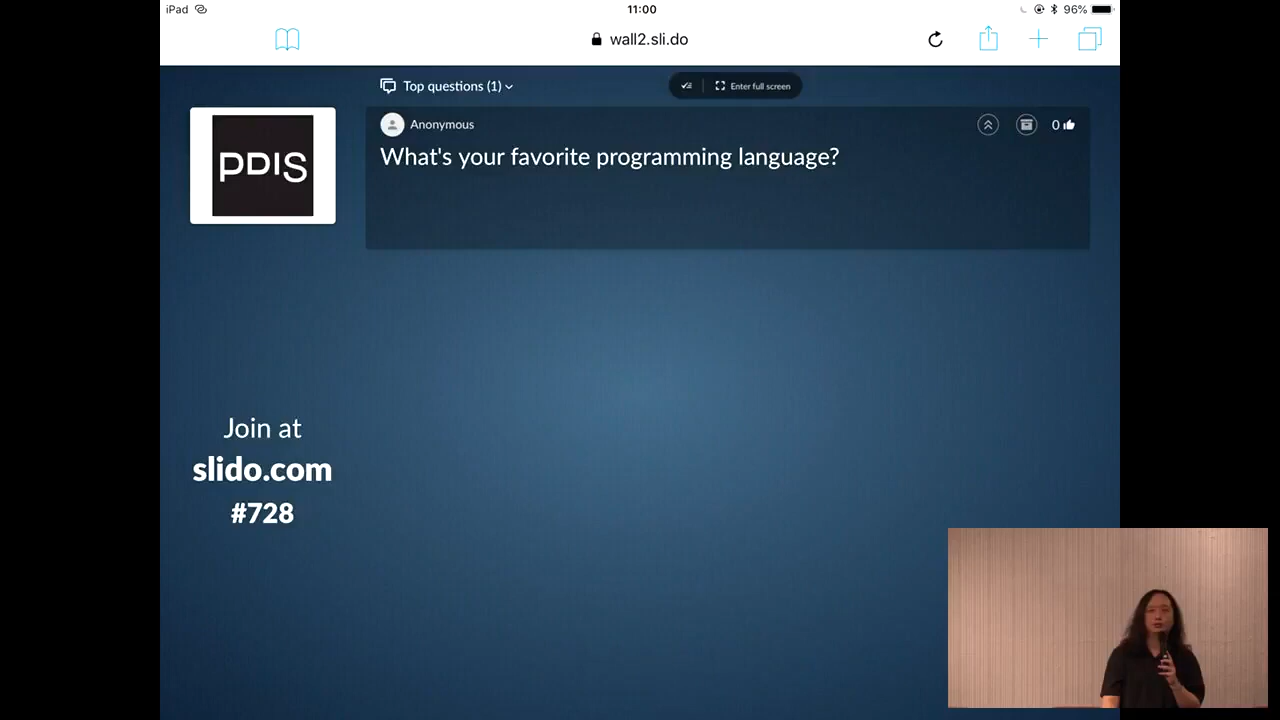 iPad
11:00
96%
wall2.sli.do
Top questions (1)
Enter full screen
PDIS
Anonymous
0
What's your favorite programming language?
Join at
slido.com
#728